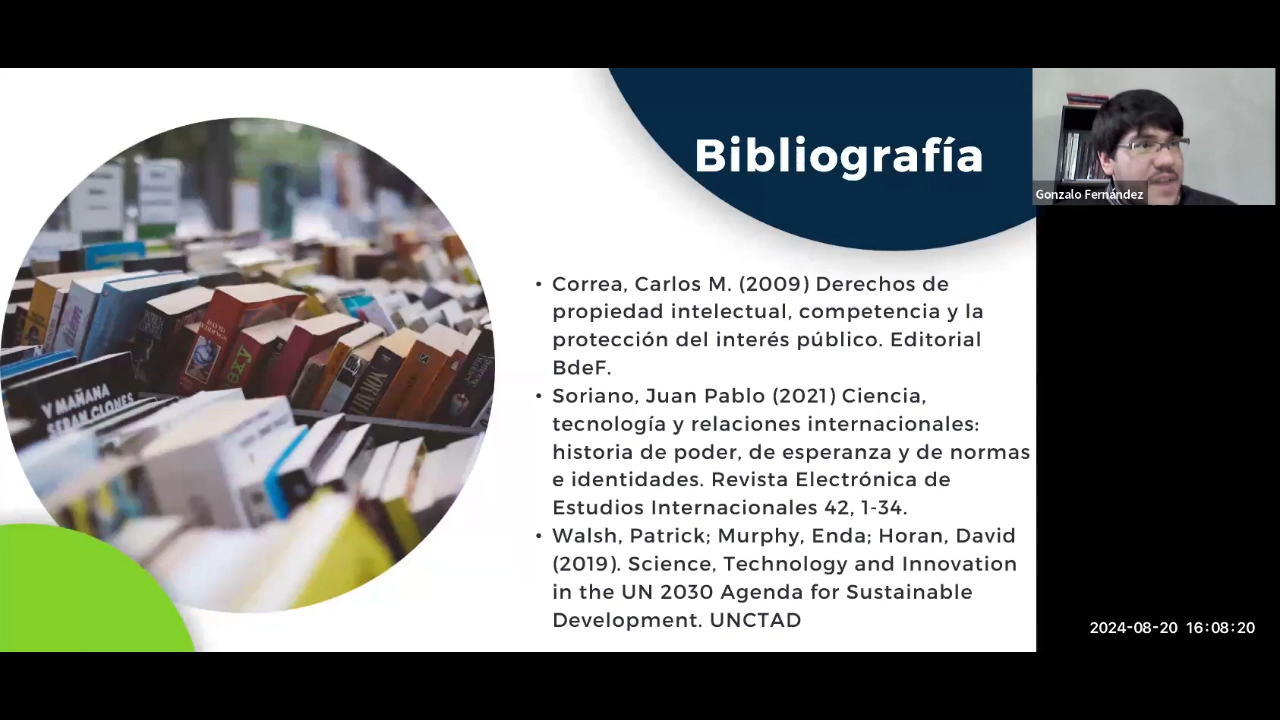 Bibliografía
Gonzalo Fernández
• Correa, Carlos M. (2009) Derechos de
propiedad intelectual, competencia y la
protección del interés público. Editorial
BdeF.
• Soriano, Juan Pablo (2021) Ciencia,
tecnología y relaciones internacionales:
historia de poder, de esperanza y de normas
e identidades. Revista Electrónica de
Estudios Internacionales 42, 1-34.
• Walsh, Patrick; Murphy, Enda; Horan, David
(2019). Science, Technology and Innovation
in the UN 2030 Agenda for Sustainable
Development. UNCTAD
Y MAÑANA
SERAN CLONES
DAVID
2024-08-20 16:08:20